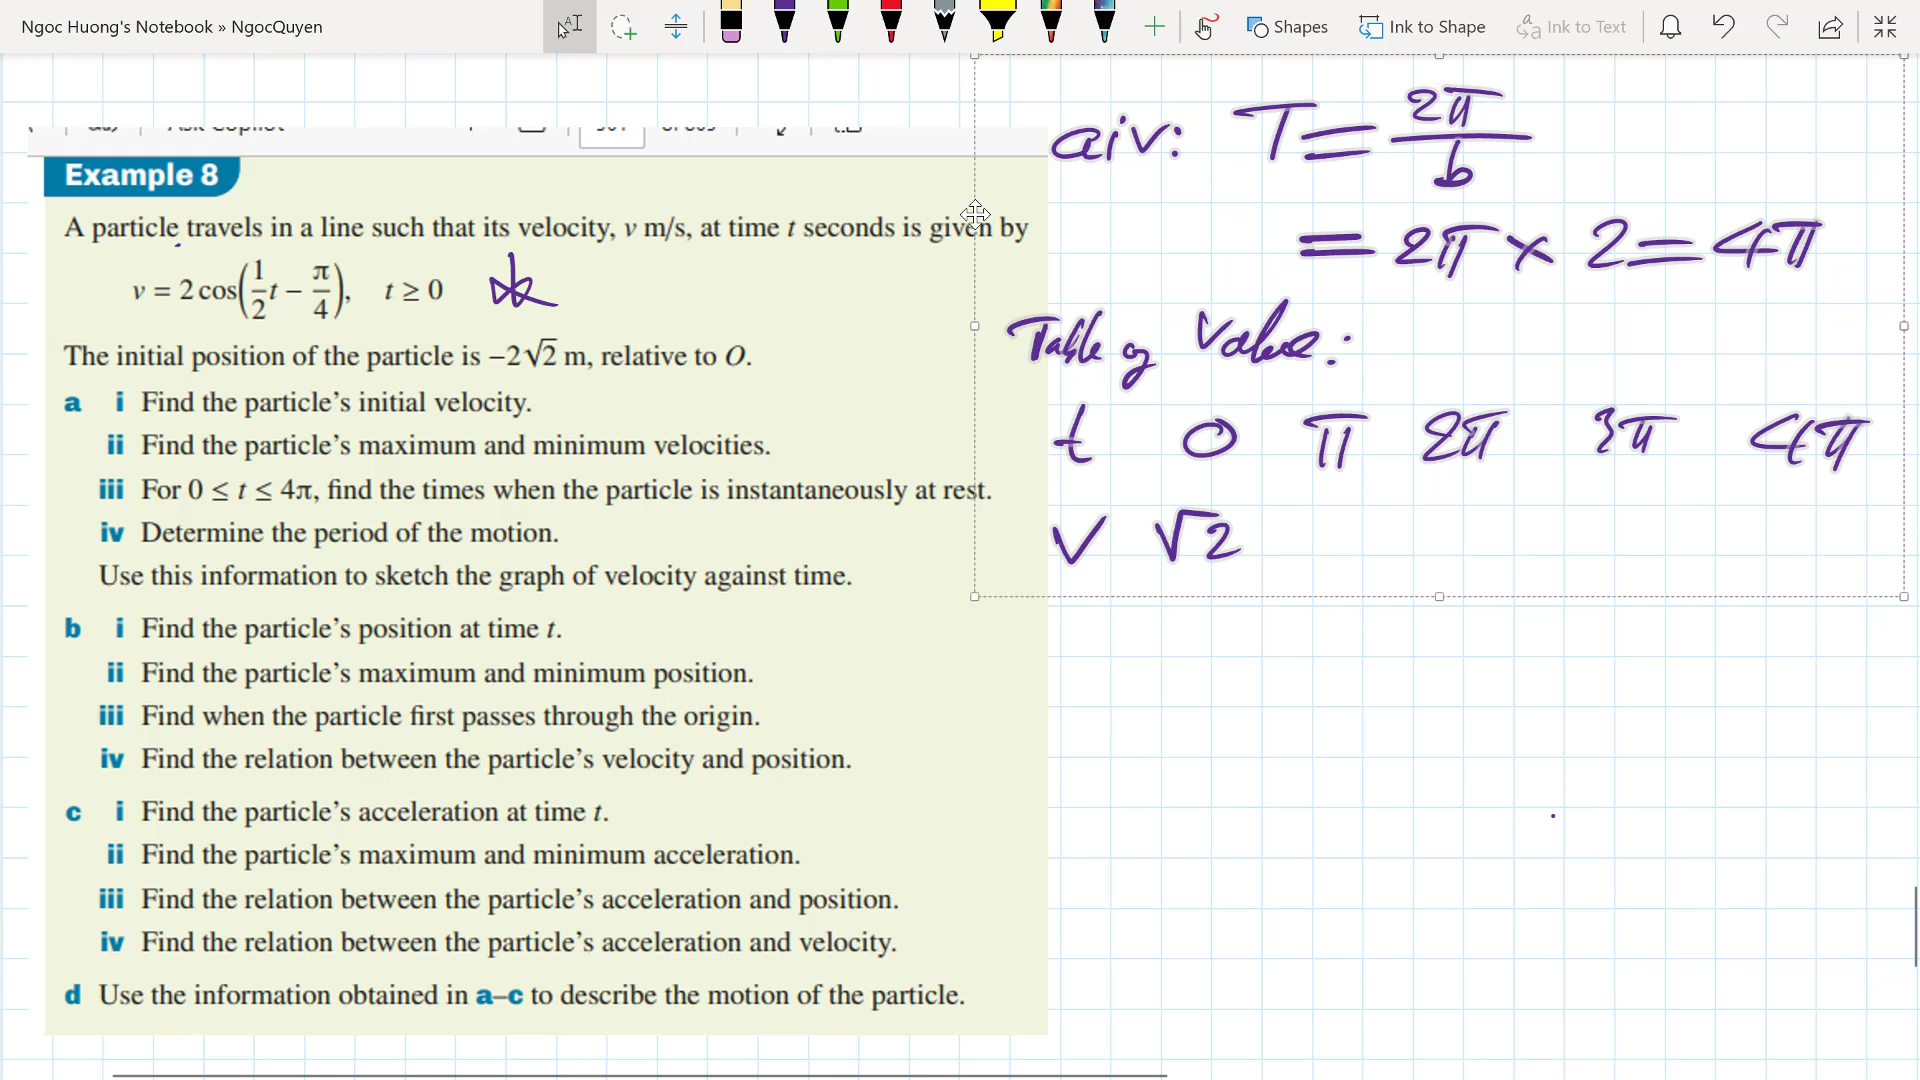 Ngoc Huong's Notebook » NgocQuyen
Shapes
Ink to Shape
Ink to Text
Example 8
A particle travels in a line such that its velocity, v m/s, at time t seconds is given by
v = 2 cos(1/2 t − π/4), t ≥ 0
The initial position of the particle is −2√2 m, relative to O.
a i Find the particle's initial velocity.
ii Find the particle's maximum and minimum velocities.
iii For 0 ≤ t ≤ 4π, find the times when the particle is instantaneously at rest.
iv Determine the period of the motion.
Use this information to sketch the graph of velocity against time.
b i Find the particle's position at time t.
ii Find the particle's maximum and minimum position.
iii Find when the particle first passes through the origin.
iv Find the relation between the particle's velocity and position.
c i Find the particle's acceleration at time t.
ii Find the particle's maximum and minimum acceleration.
iii Find the relation between the particle's acceleration and position.
iv Find the relation between the particle's acceleration and velocity.
d Use the information obtained in a–c to describe the motion of the particle.
aiv: T = 2π/b
= 2π × 2 = 4π
Table of Value:
t 0 π 2π 3π 4π
v √2